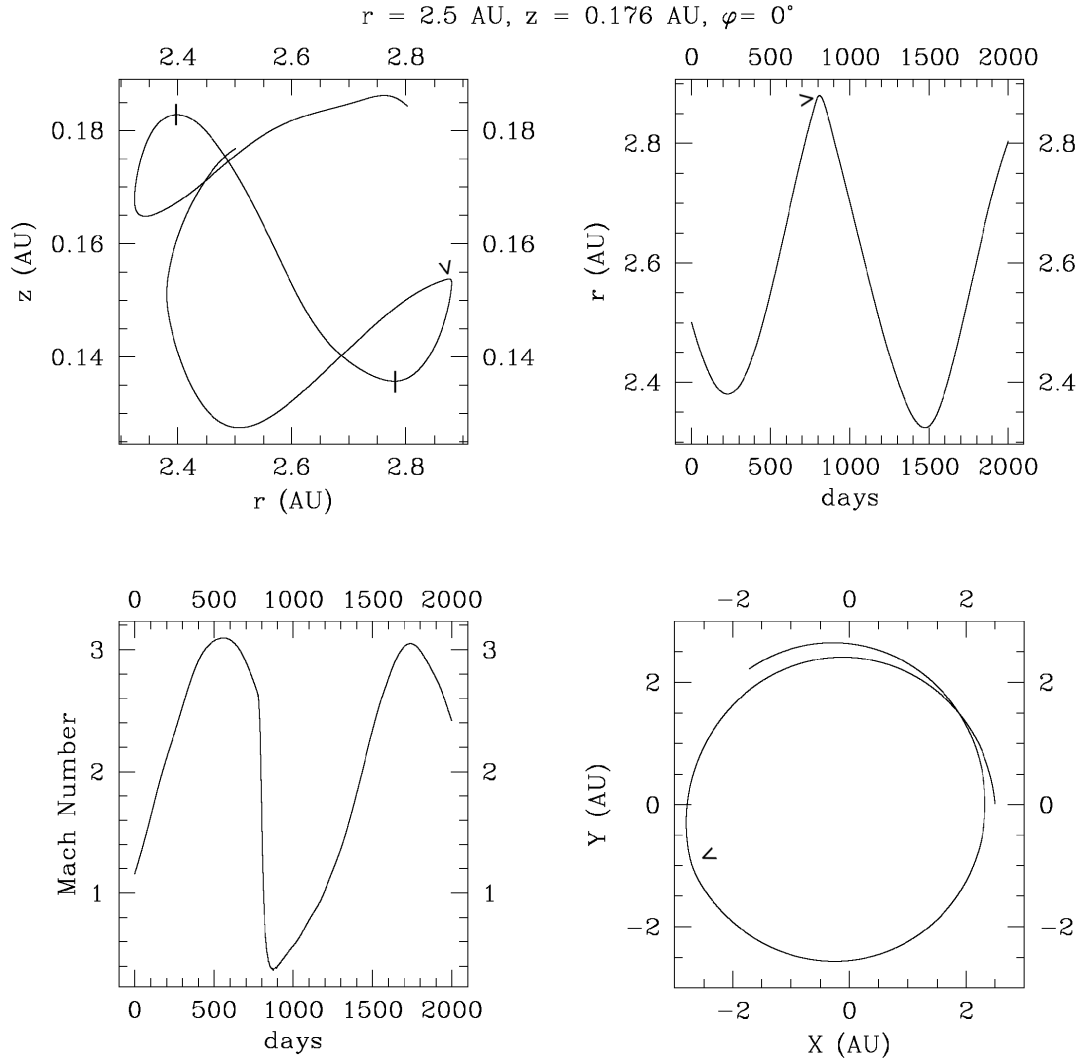 r = 2.5 AU, z = 0.176 AU, φ= 0°
2.4 2.6 2.8
0.18 0.18
0.16 0.16
0.14 0.14
z (AU)
2.4 2.6 2.8
r (AU)
0 500 1000 1500 2000
2.8 2.8
2.6 2.6
2.4 2.4
r (AU)
0 500 1000 1500 2000
days
0 500 1000 1500 2000
3 3
2 2
1 1
Mach Number
0 500 1000 1500 2000
days
−2 0 2
2 2
0 0
−2 −2
Y (AU)
−2 0 2
X (AU)